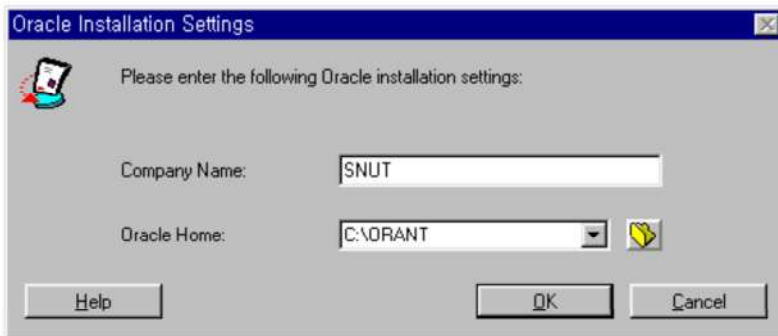 Oracle Installation Settings
Please enter the following Oracle installation settings:
Company Name: SNUT
Oracle Home: C:\ORANT
Help OK Cancel